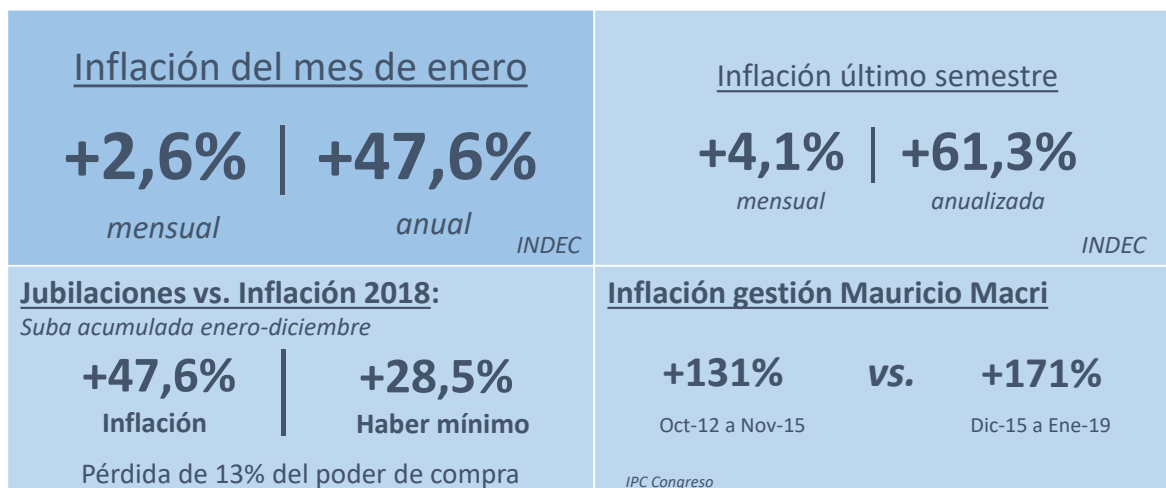 Inflación del mes de enero
+2,6% | +47,6%
mensual anual
INDEC
Inflación último semestre
+4,1% | +61,3%
mensual anualizada
INDEC
Jubilaciones vs. Inflación 2018:
Suba acumulada enero-diciembre
+47,6% +28,5%
Inflación Haber mínimo
Pérdida de 13% del poder de compra
Inflación gestión Mauricio Macri
+131% vs. +171%
Oct-12 a Nov-15 Dic-15 a Ene-19
IPC Congreso